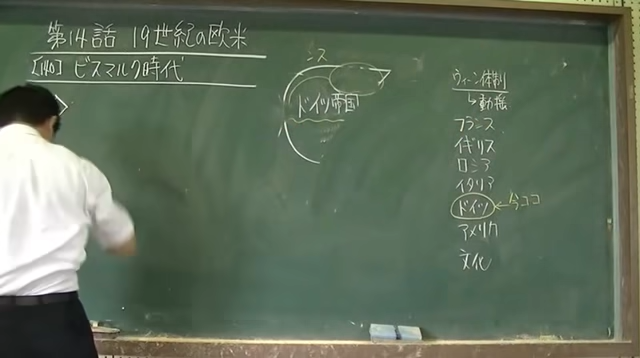 第14話 19世紀の欧米
[140] ビスマルク時代
ドイツ帝国
ウィーン体制
↳動揺
フランス
イギリス
ロシア
イタリア
ドイツ ←今ココ
アメリカ
文化